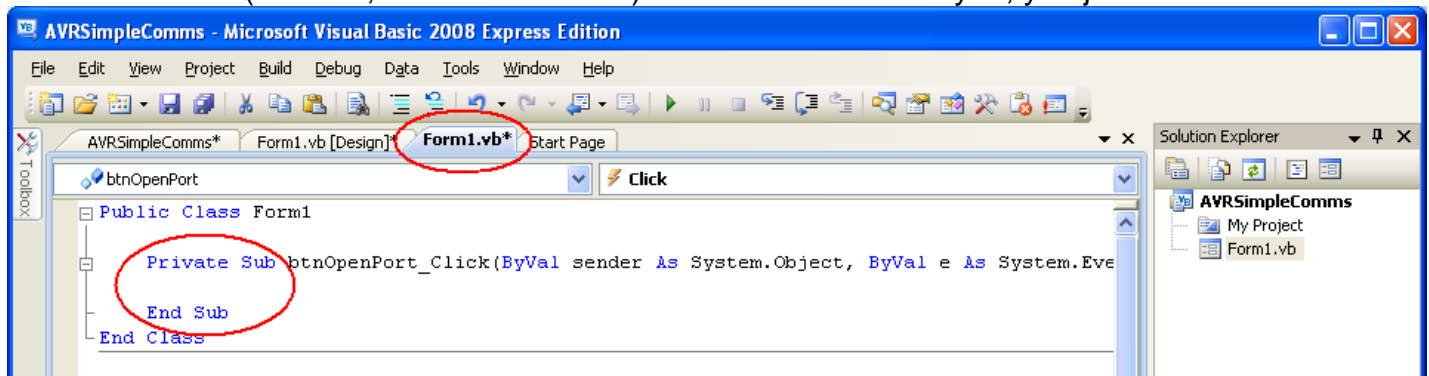 AVRSimpleComms - Microsoft Visual Basic 2008 Express Edition
File Edit View Project Build Debug Data Tools Window Help
AVRSimpleComms* Form1.vb [Design]* Form1.vb* Start Page
Solution Explorer
Toolbox
btnOpenPort Click
Public Class Form1
Private Sub btnOpenPort_Click(ByVal sender As System.Object, ByVal e As System.Eve
End Sub
End Class
AVRSimpleComms
My Project
Form1.vb